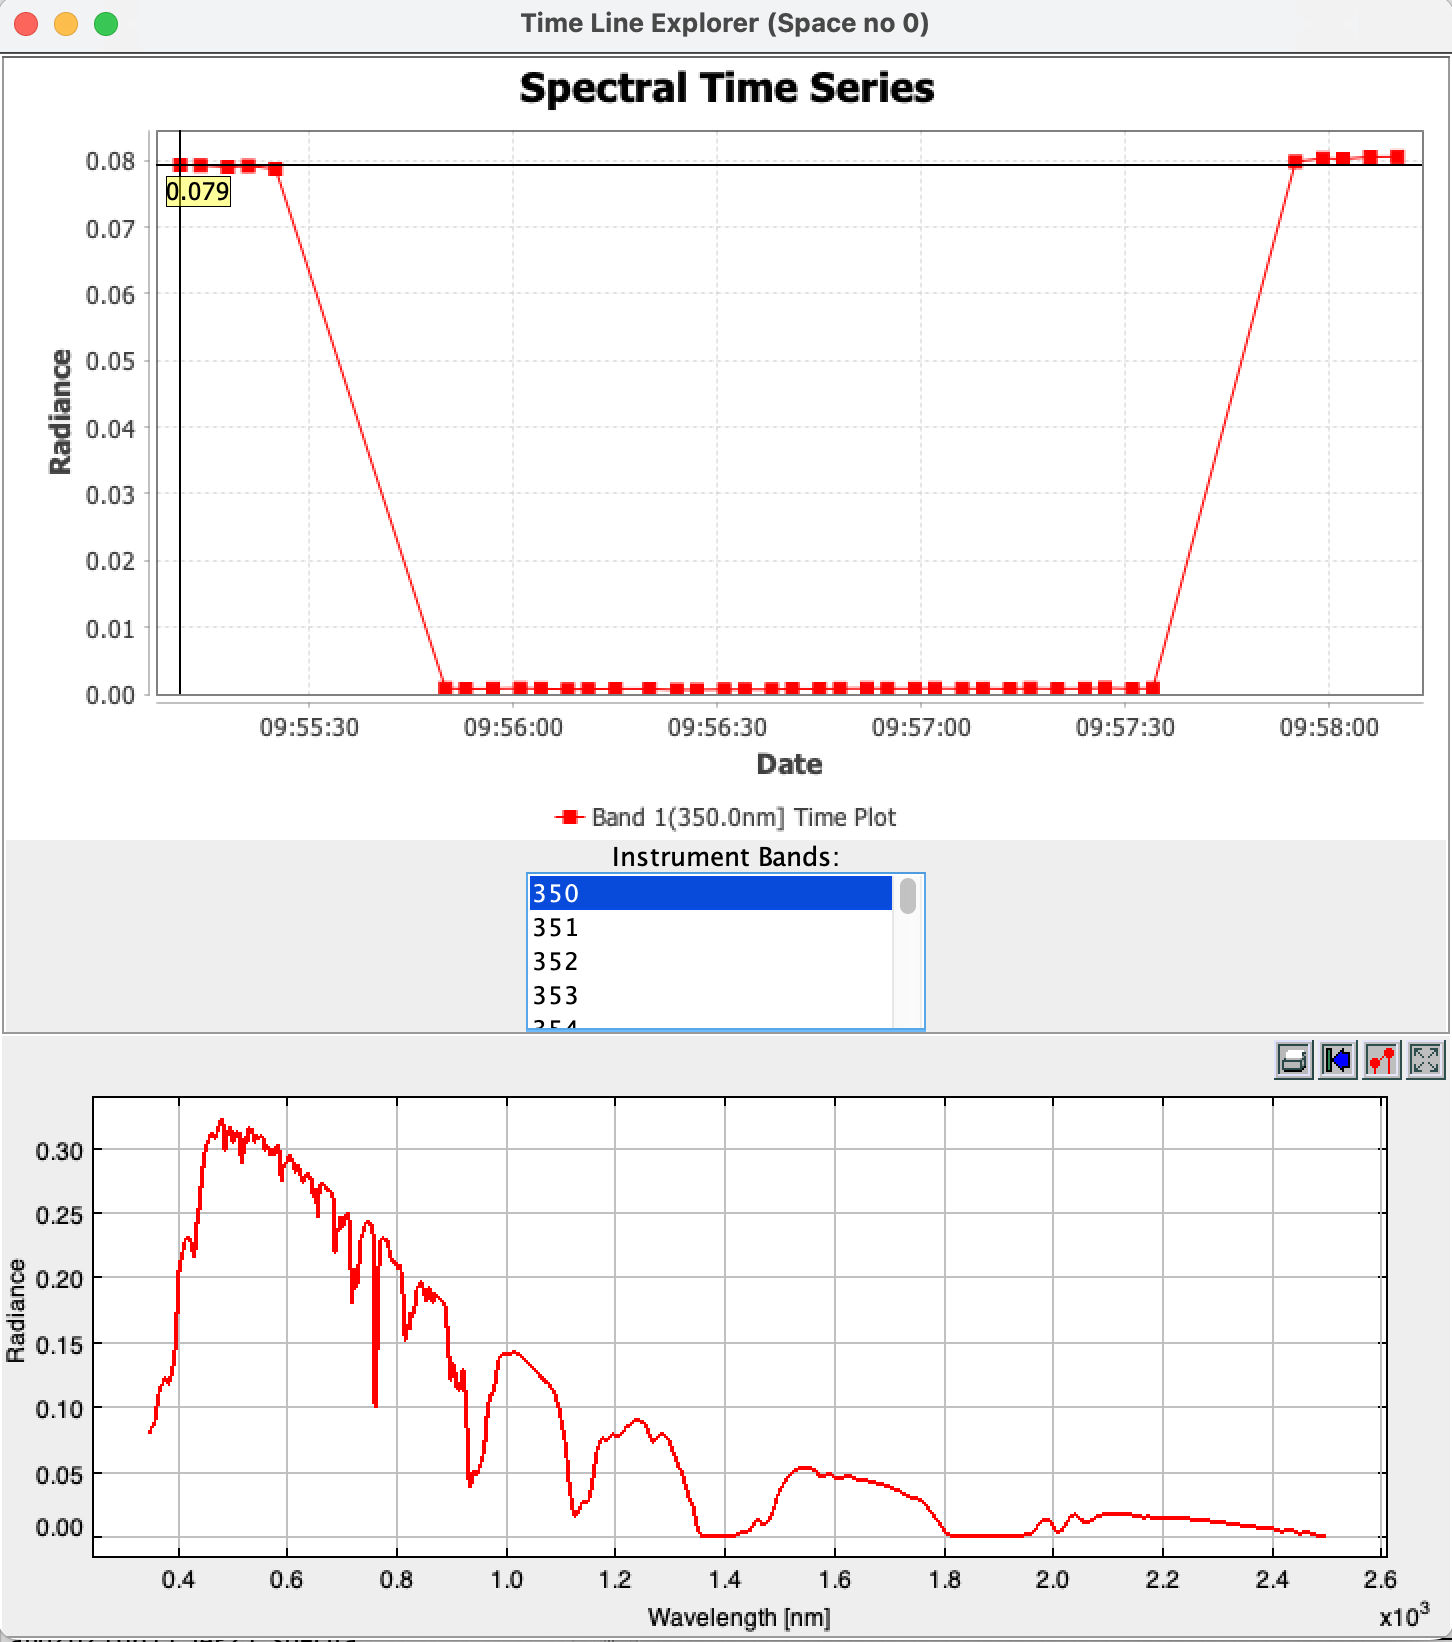 Time Line Explorer (Space no 0)
Spectral Time Series
0.08
0.079
0.07
0.06
0.05
0.04
0.03
0.02
0.01
0.00
Radiance
09:55:30 09:56:00 09:56:30 09:57:00 09:57:30 09:58:00
Date
Band 1(350.0nm] Time Plot
Instrument Bands:
350
351
352
353
354
0.30
0.25
0.20
0.15
0.10
0.05
0.00
Radiance
0.4 0.6 0.8 1.0 1.2 1.4 1.6 1.8 2.0 2.2 2.4 2.6
Wavelength [nm]
x10³